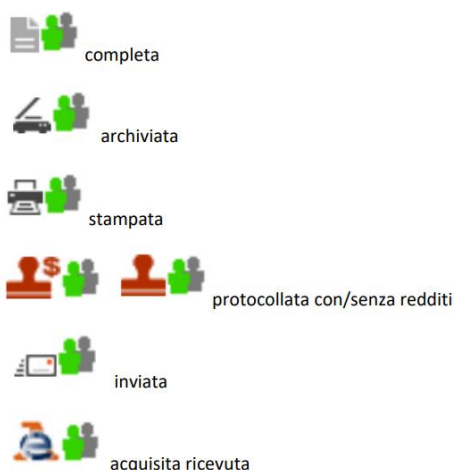 completa
archiviata
stampata
$ protocollata con/senza redditi
inviata
acquisita ricevuta